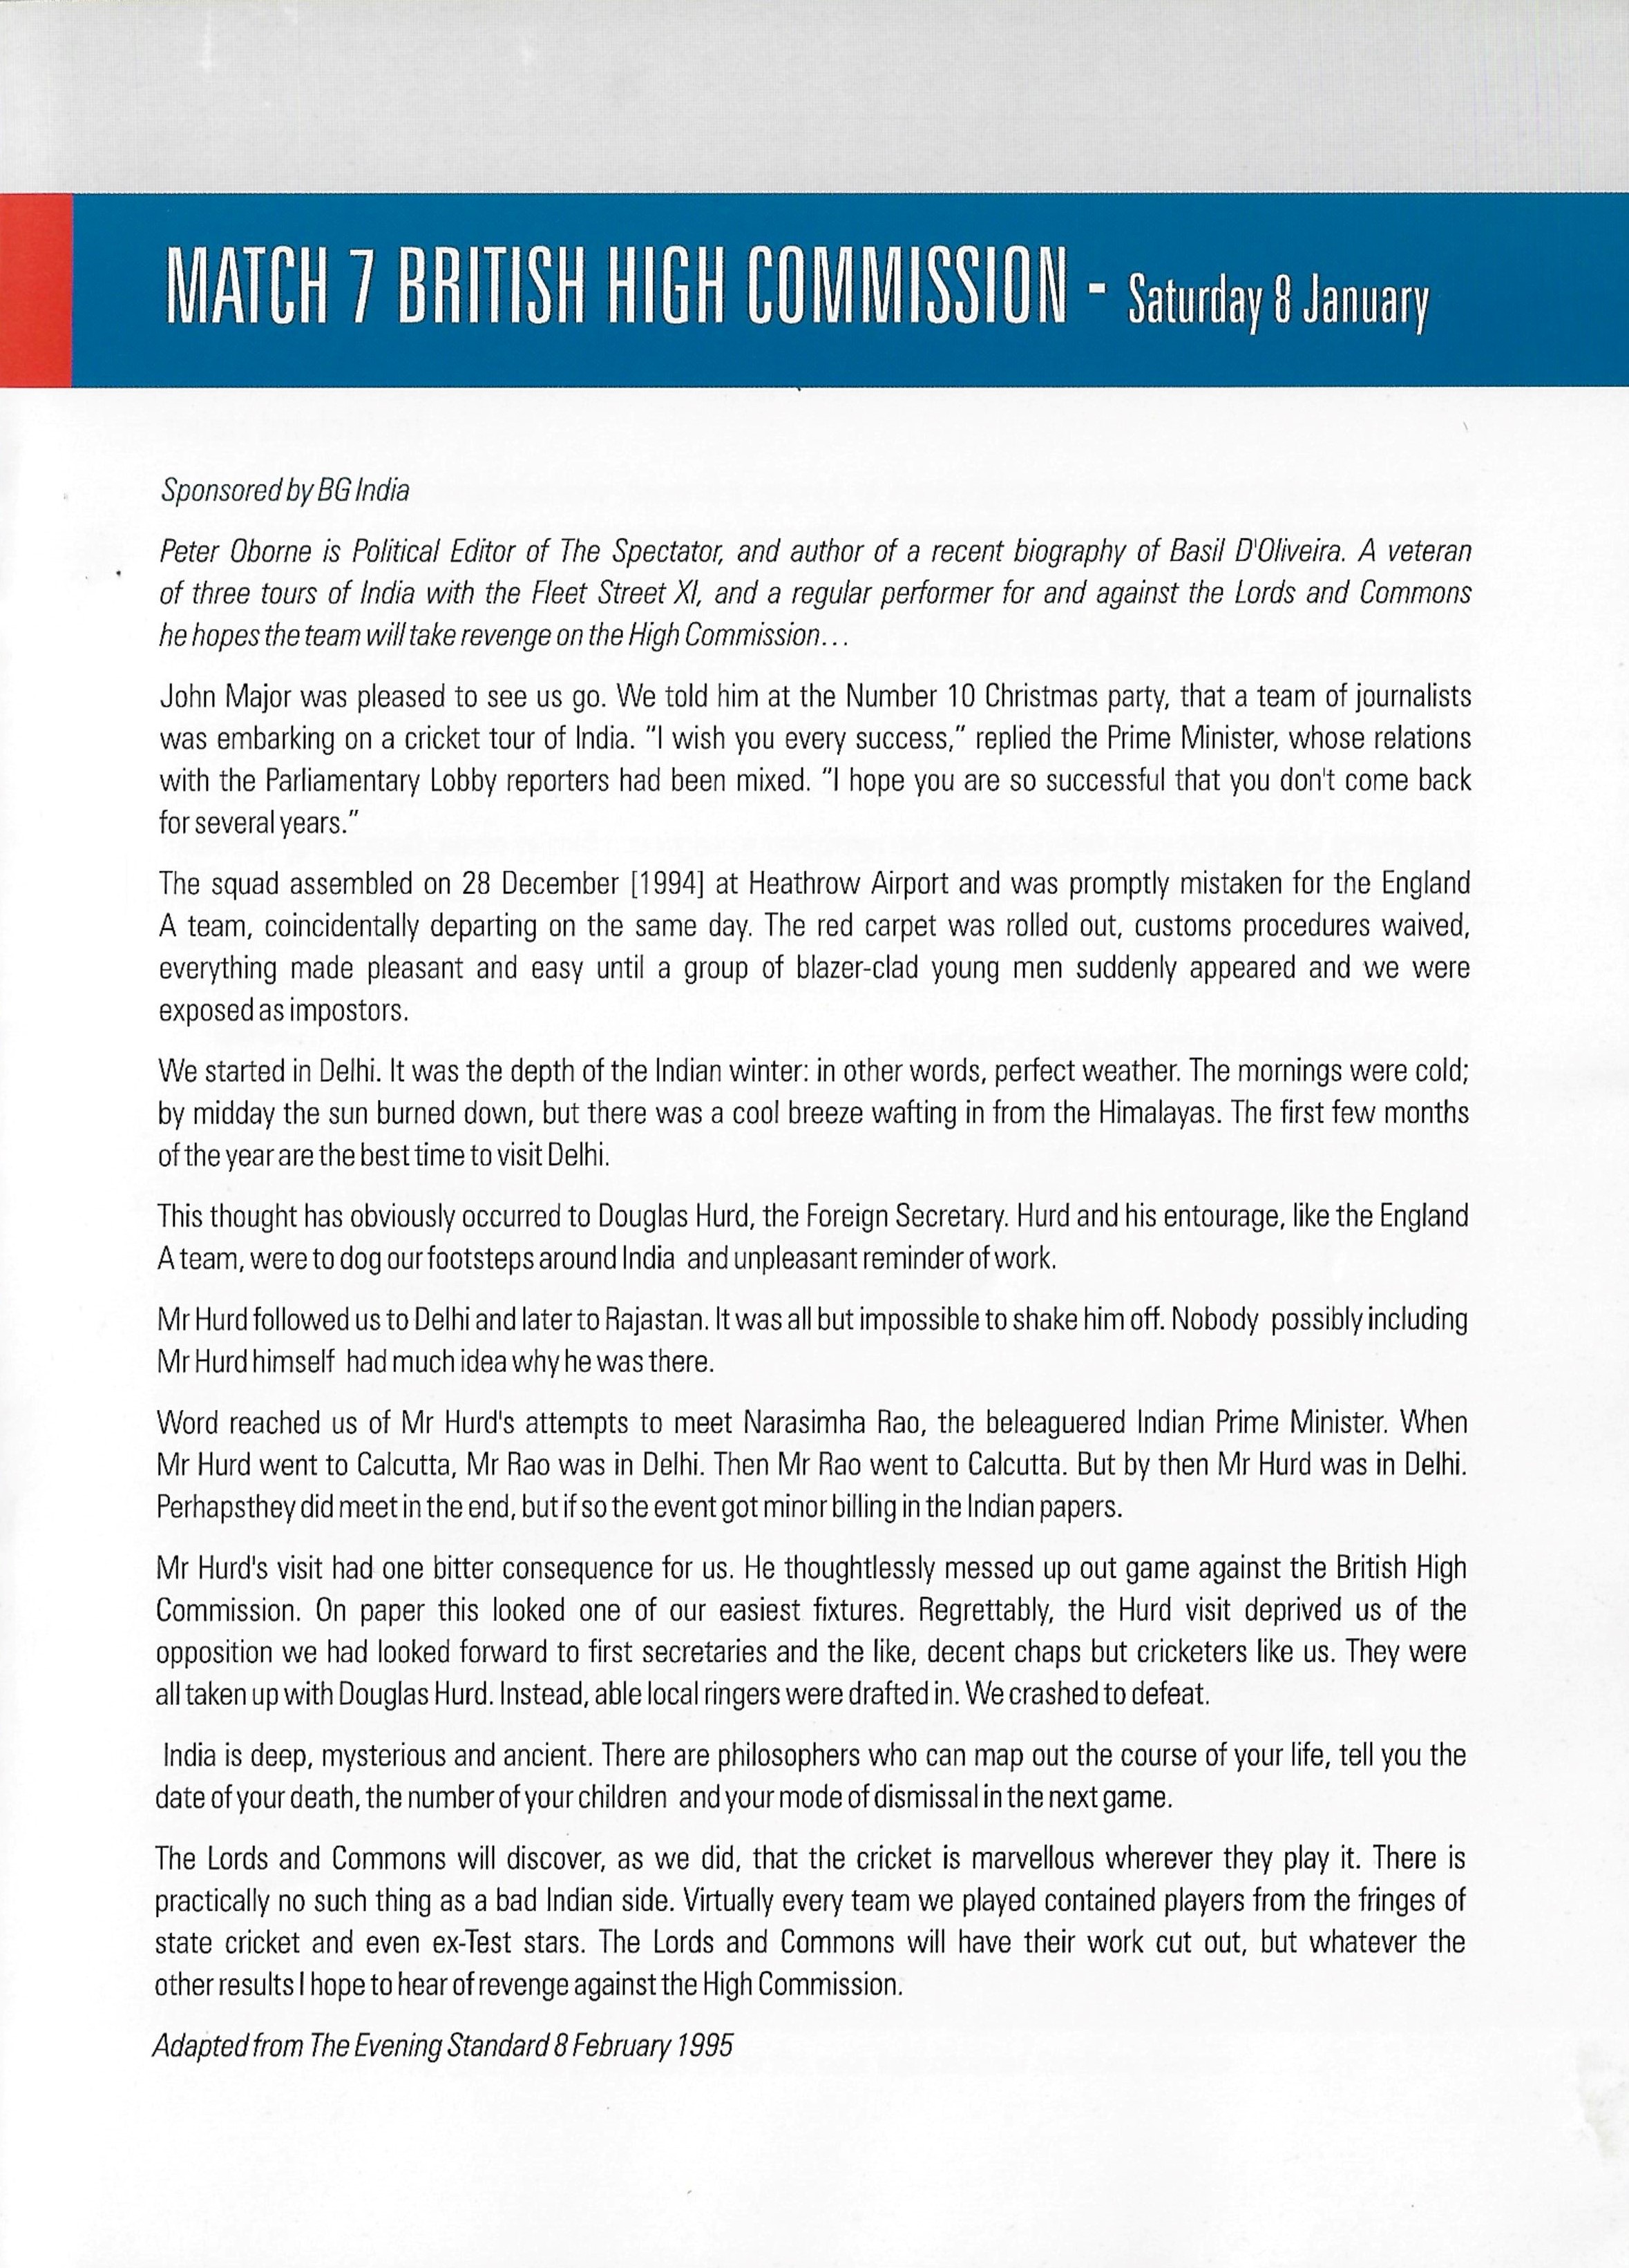 MATCH 7 BRITISH HIGH COMMISSION - Saturday 8 January
Sponsored by BG India
Peter Oborne is Political Editor of The Spectator, and author of a recent biography of Basil D'Oliveira. A veteran
of three tours of India with the Fleet Street XI, and a regular performer for and against the Lords and Commons
he hopes the team will take revenge on the High Commission...
John Major was pleased to see us go. We told him at the Number 10 Christmas party, that a team of journalists
was embarking on a cricket tour of India. "I wish you every success," replied the Prime Minister, whose relations
with the Parliamentary Lobby reporters had been mixed. "I hope you are so successful that you don't come back
for several years."
The squad assembled on 28 December [1994] at Heathrow Airport and was promptly mistaken for the England
A team, coincidentally departing on the same day. The red carpet was rolled out, customs procedures waived,
everything made pleasant and easy until a group of blazer-clad young men suddenly appeared and we were
exposed as impostors.
We started in Delhi. It was the depth of the Indian winter: in other words, perfect weather. The mornings were cold;
by midday the sun burned down, but there was a cool breeze wafting in from the Himalayas. The first few months
of the year are the best time to visit Delhi.
This thought has obviously occurred to Douglas Hurd, the Foreign Secretary. Hurd and his entourage, like the England
A team, were to dog our footsteps around India and unpleasant reminder of work.
Mr Hurd followed us to Delhi and later to Rajastan. It was all but impossible to shake him off. Nobody possibly including
Mr Hurd himself had much idea why he was there.
Word reached us of Mr Hurd's attempts to meet Narasimha Rao, the beleaguered Indian Prime Minister. When
Mr Hurd went to Calcutta, Mr Rao was in Delhi. Then Mr Rao went to Calcutta. But by then Mr Hurd was in Delhi.
Perhapsthey did meet in the end, but if so the event got minor billing in the Indian papers.
Mr Hurd's visit had one bitter consequence for us. He thoughtlessly messed up out game against the British High
Commission. On paper this looked one of our easiest fixtures. Regrettably, the Hurd visit deprived us of the
opposition we had looked forward to first secretaries and the like, decent chaps but cricketers like us. They were
all taken up with Douglas Hurd. Instead, able local ringers were drafted in. We crashed to defeat.
India is deep, mysterious and ancient. There are philosophers who can map out the course of your life, tell you the
date of your death, the number of your children and your mode of dismissal in the next game.
The Lords and Commons will discover, as we did, that the cricket is marvellous wherever they play it. There is
practically no such thing as a bad Indian side. Virtually every team we played contained players from the fringes of
state cricket and even ex-Test stars. The Lords and Commons will have their work cut out, but whatever the
other results I hope to hear of revenge against the High Commission.
Adapted from The Evening Standard 8 February 1995